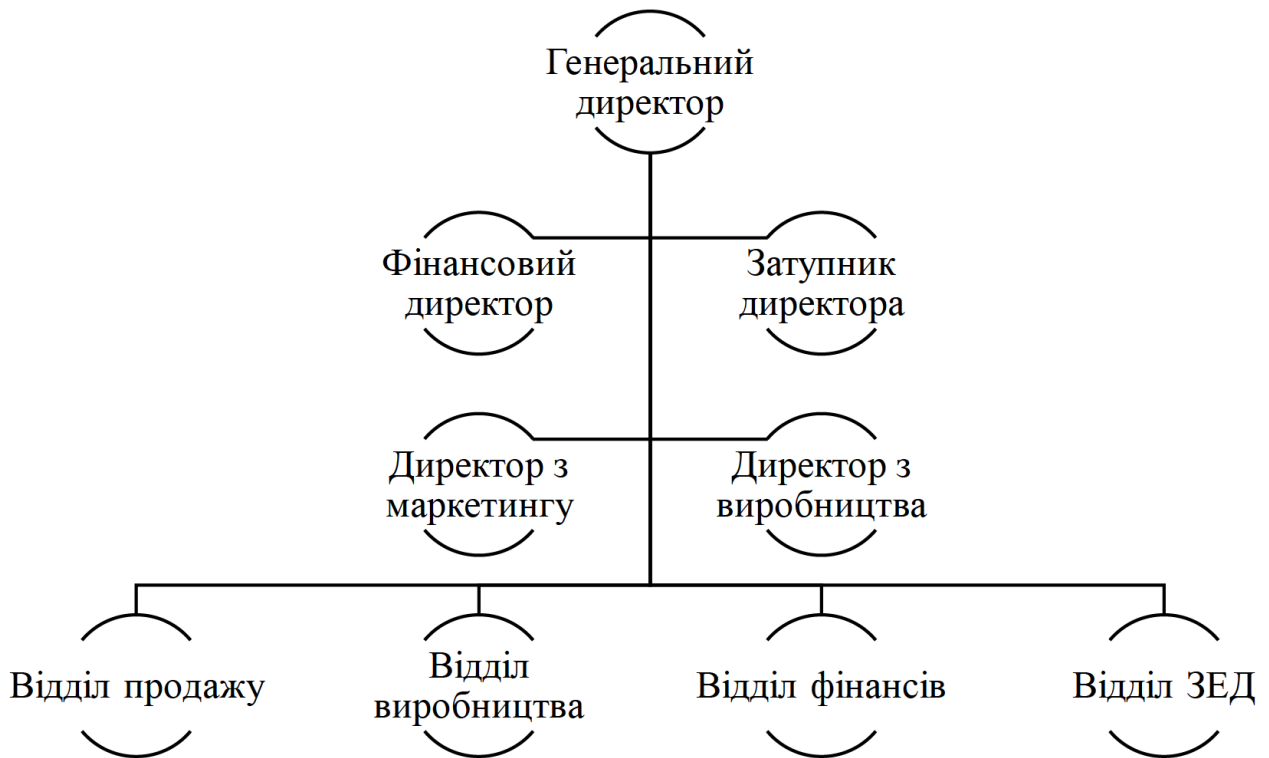 Генеральний
директор
Фінансовий
директор
Затупник
директора
Директор з
маркетингу
Директор з
виробництва
Відділ продажу
Відділ
виробництва
Відділ фінансів
Відділ ЗЕД